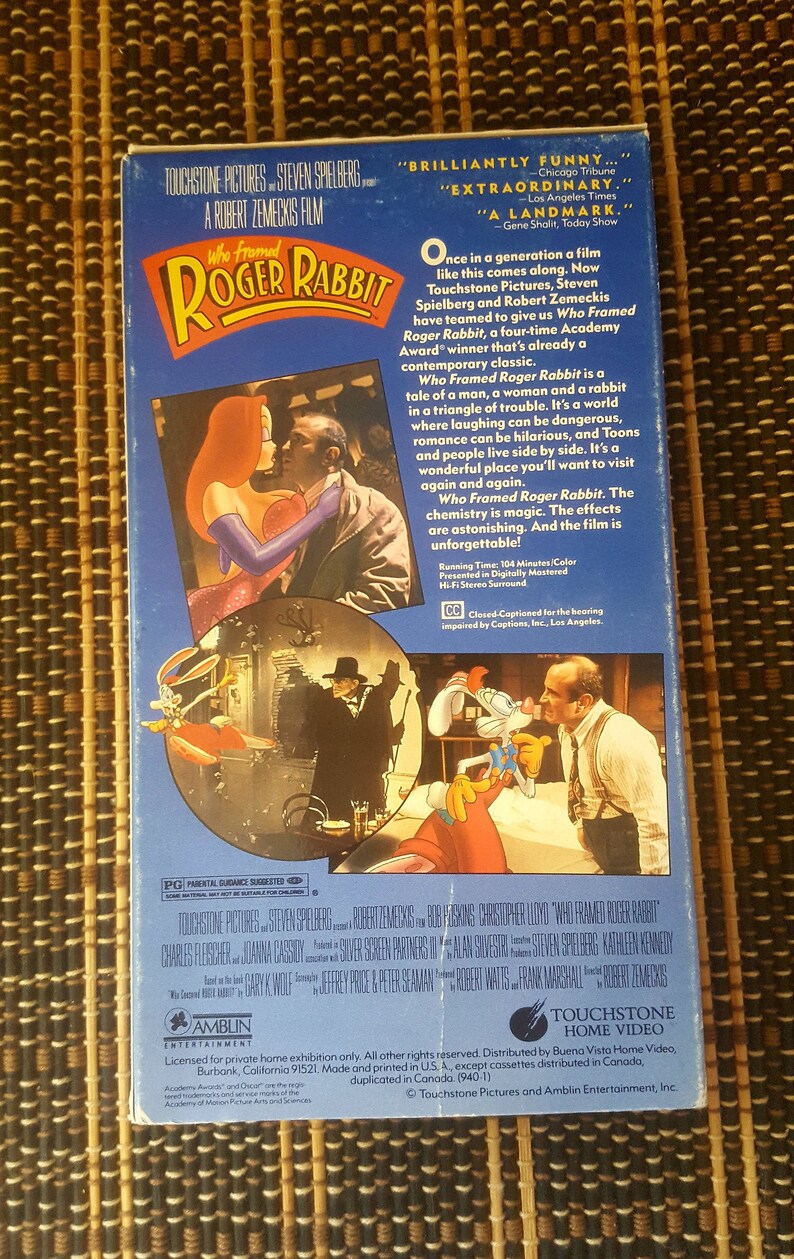 TOUCHSTONE PICTURES and STEVEN SPIELBERG present
A ROBERT ZEMECKIS FILM
Who Framed
ROGER RABBIT
"BRILLIANTLY FUNNY..."
—Chicago Tribune
"EXTRAORDINARY."
—Los Angeles Times
"A LANDMARK."
—Gene Shalit, Today Show
Once in a generation a film
like this comes along. Now
Touchstone Pictures, Steven
Spielberg and Robert Zemeckis
have teamed to give us Who Framed
Roger Rabbit, a four-time Academy
Award® winner that's already a
contemporary classic.
Who Framed Roger Rabbit is a
tale of a man, a woman and a rabbit
in a triangle of trouble. It's a world
where laughing can be dangerous,
romance can be hilarious, and Toons
and people live side by side. It's a
wonderful place you'll want to visit
again and again.
Who Framed Roger Rabbit. The
chemistry is magic. The effects
are astonishing. And the film is
unforgettable!
Running Time: 104 Minutes/Color
Presented in Digitally Mastered
Hi-Fi Stereo Surround
CC Closed-Captioned for the hearing
impaired by Captions, Inc., Los Angeles.
PG PARENTAL GUIDANCE SUGGESTED
SOME MATERIAL MAY NOT BE SUITABLE FOR CHILDREN ®
TOUCHSTONE PICTURES and STEVEN SPIELBERG present A ROBERT ZEMECKIS FILM BOB HOSKINS CHRISTOPHER LLOYD "WHO FRAMED ROGER RABBIT"
CHARLES FLEISCHER and JOANNA CASSIDY Produced in association with SILVER SCREEN PARTNERS III Music by ALAN SILVESTRI Executive Producers STEVEN SPIELBERG KATHLEEN KENNEDY
Based on the book "Who Censored ROGER RABBIT?" by GARY K. WOLF Screenplay by JEFFREY PRICE & PETER SEAMAN Produced by ROBERT WATTS and FRANK MARSHALL Directed by ROBERT ZEMECKIS
AMBLIN
ENTERTAINMENT
TOUCHSTONE
HOME VIDEO
Licensed for private home exhibition only. All other rights reserved. Distributed by Buena Vista Home Video,
Burbank, California 91521. Made and printed in U.S.A., except cassettes distributed in Canada,
duplicated in Canada. (940-1)
Academy Awards® and Oscar® are the regis-
tered trademarks and service marks of the
Academy of Motion Picture Arts and Sciences
© Touchstone Pictures and Amblin Entertainment, Inc.